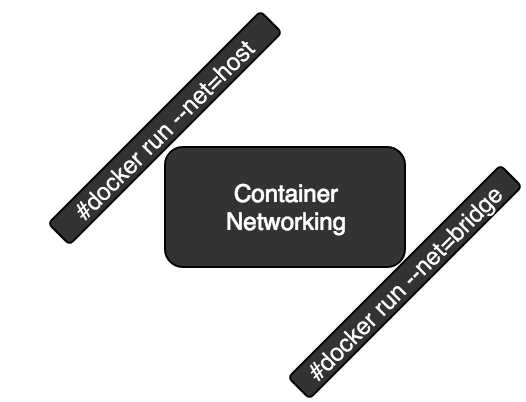 #docker run --net=host
Container
Networking
#docker run --net=bridge